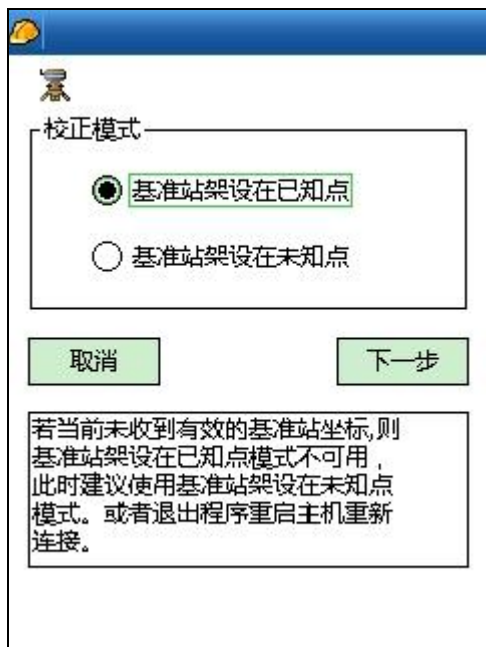 校正模式
基准站架设在已知点
基准站架设在未知点
取消
下一步
若当前未收到有效的基准站坐标,则
基准站架设在已知点模式不可用，
此时建议使用基准站架设在未知点
模式。或者退出程序重启主机重新
连接。